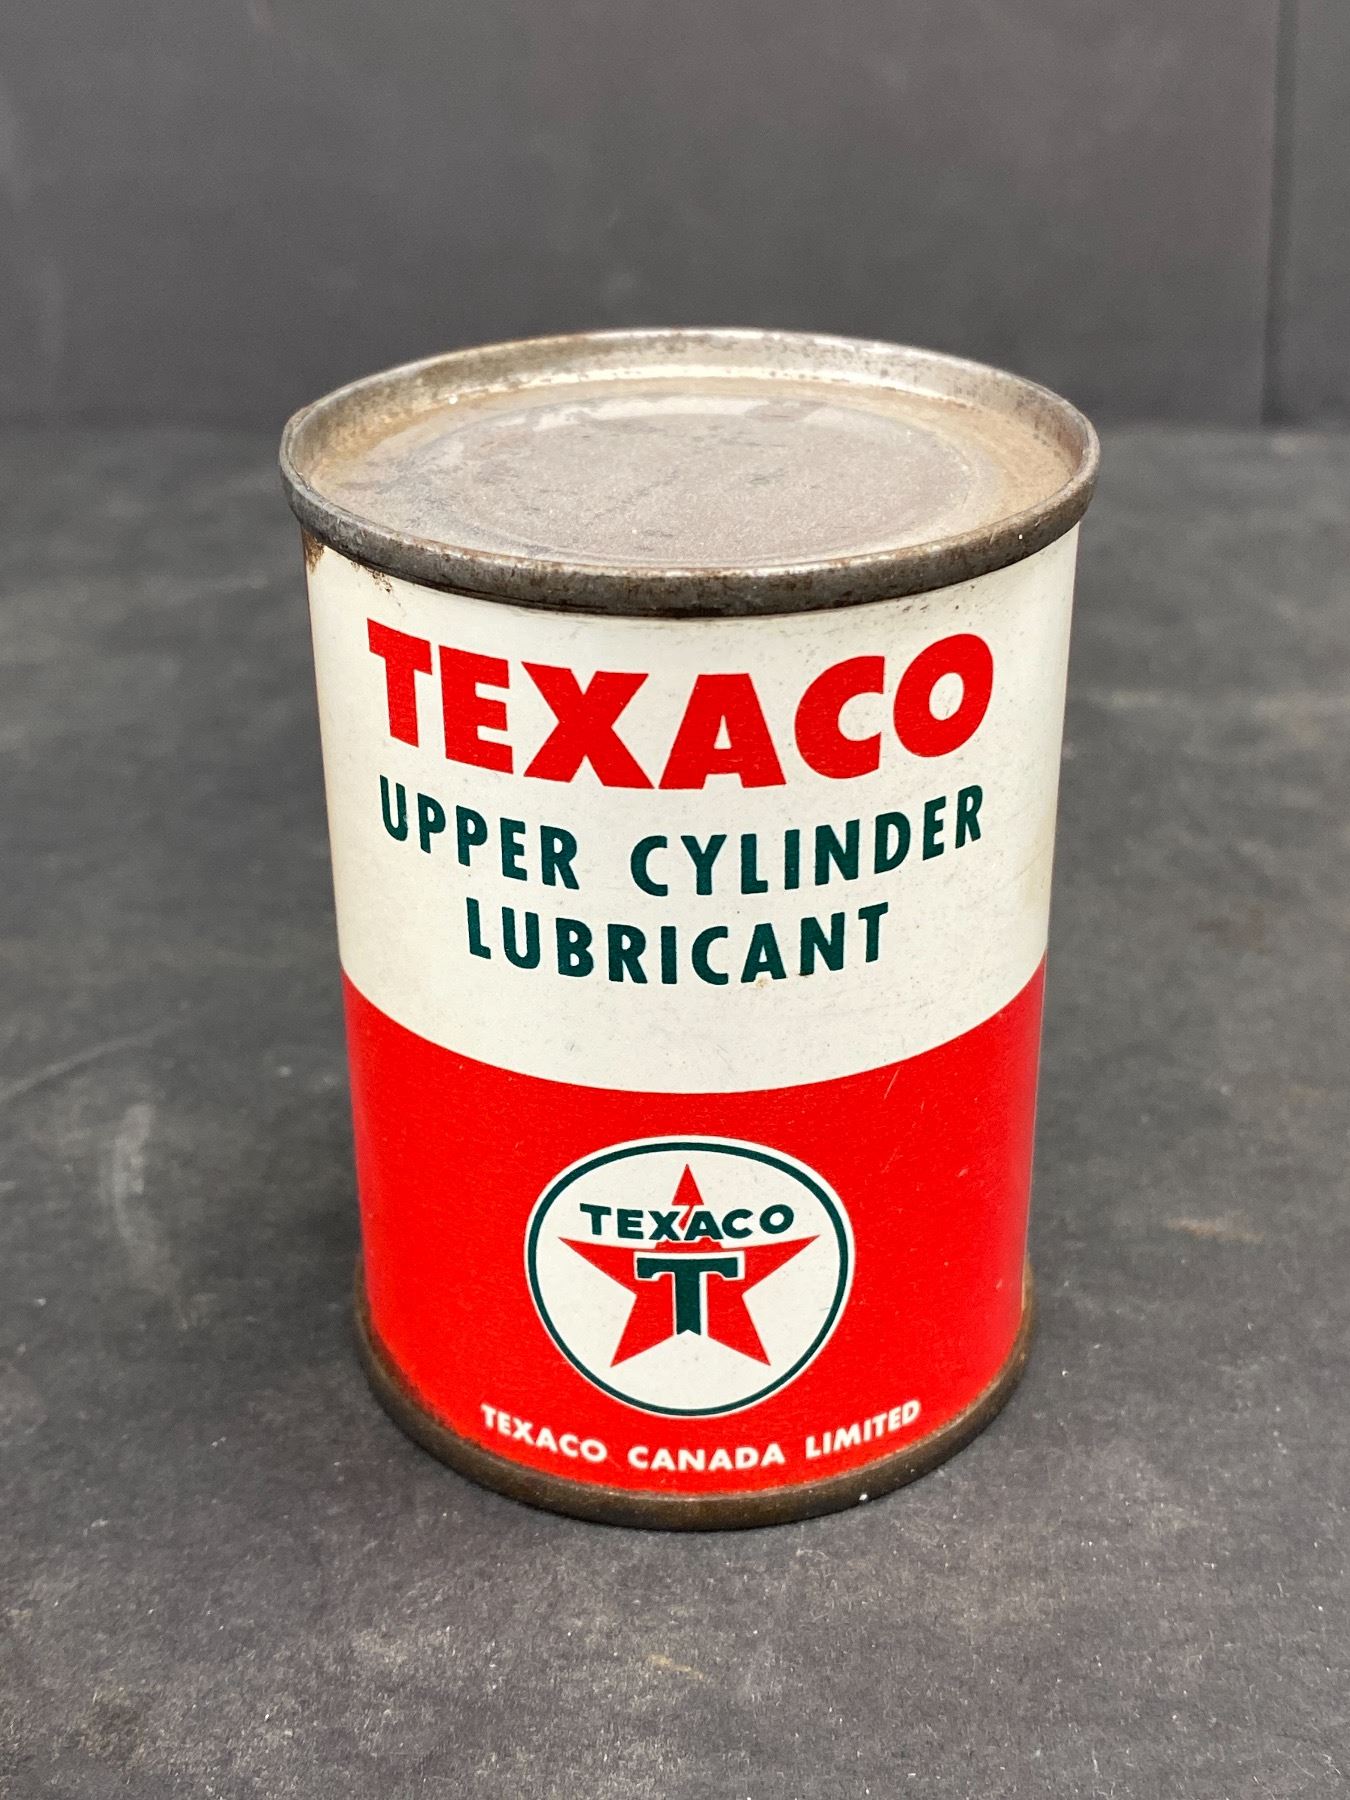 TEXACO
UPPER CYLINDER
LUBRICANT
TEXACO
T
TEXACO CANADA LIMITED